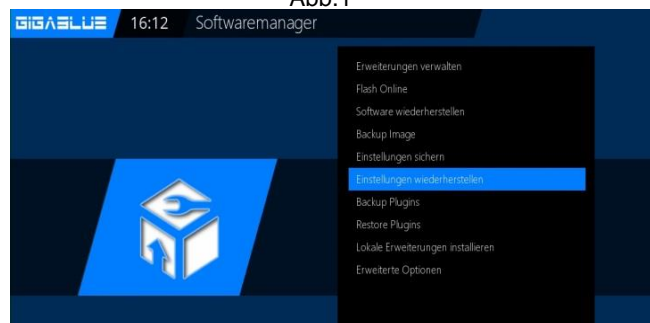 Abb.1
GIGABLUE 16:12 Softwaremanager
Erweiterungen verwalten
Flash Online
Software wiederherstellen
Backup Image
Einstellungen sichern
Einstellungen wiederherstellen
Backup Plugins
Restore Plugins
Lokale Erweiterungen installieren
Erweiterte Optionen